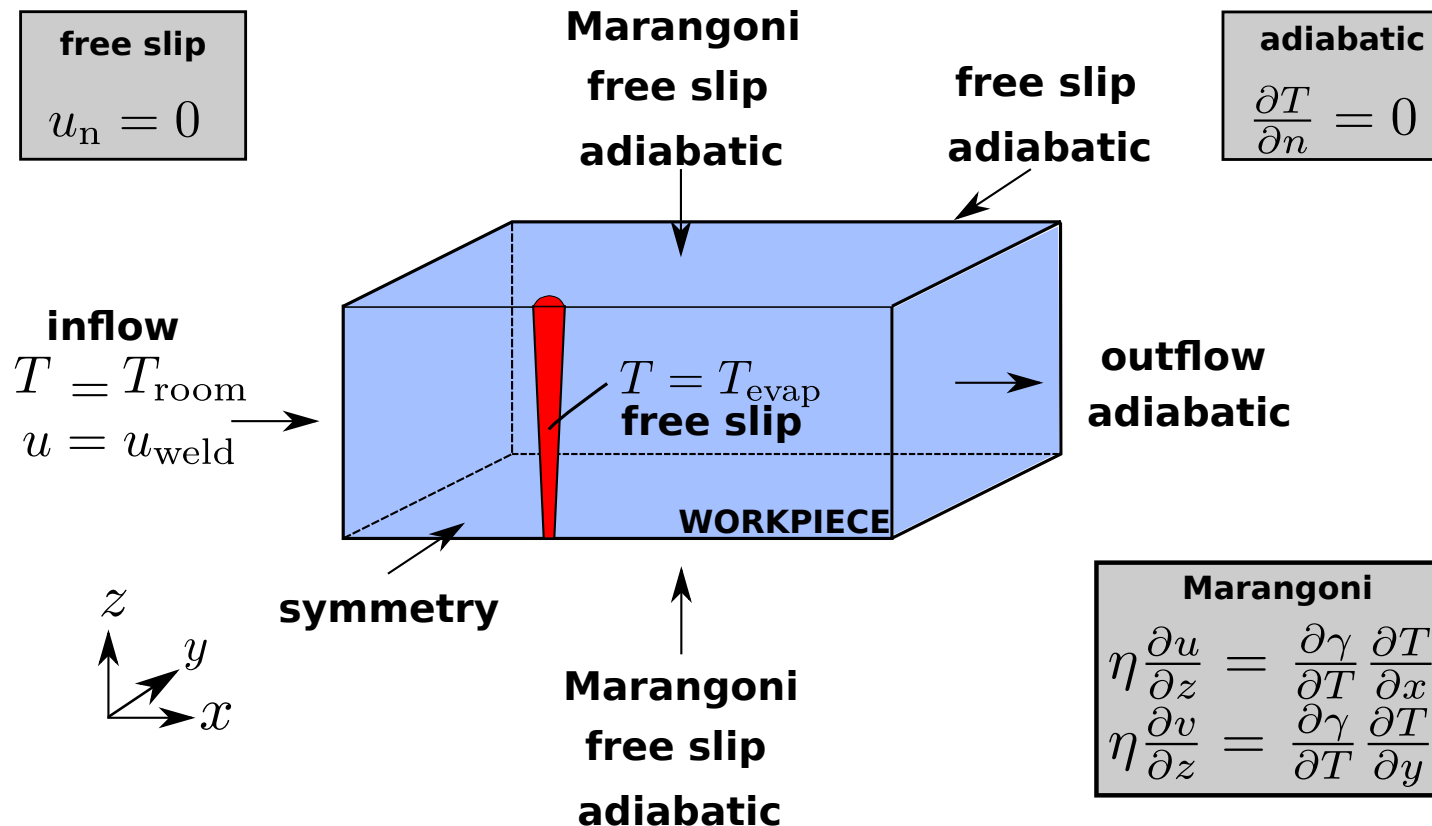 free slip
uₙ = 0
Marangoni
free slip
adiabatic
free slip
adiabatic
adiabatic
∂T/∂n = 0
inflow
T = T_room
u = u_weld
T = T_evap
free slip
outflow
adiabatic
WORKPIECE
symmetry
z
y
x
Marangoni
free slip
adiabatic
Marangoni
η ∂u/∂z = ∂γ/∂T ∂T/∂x
η ∂v/∂z = ∂γ/∂T ∂T/∂y